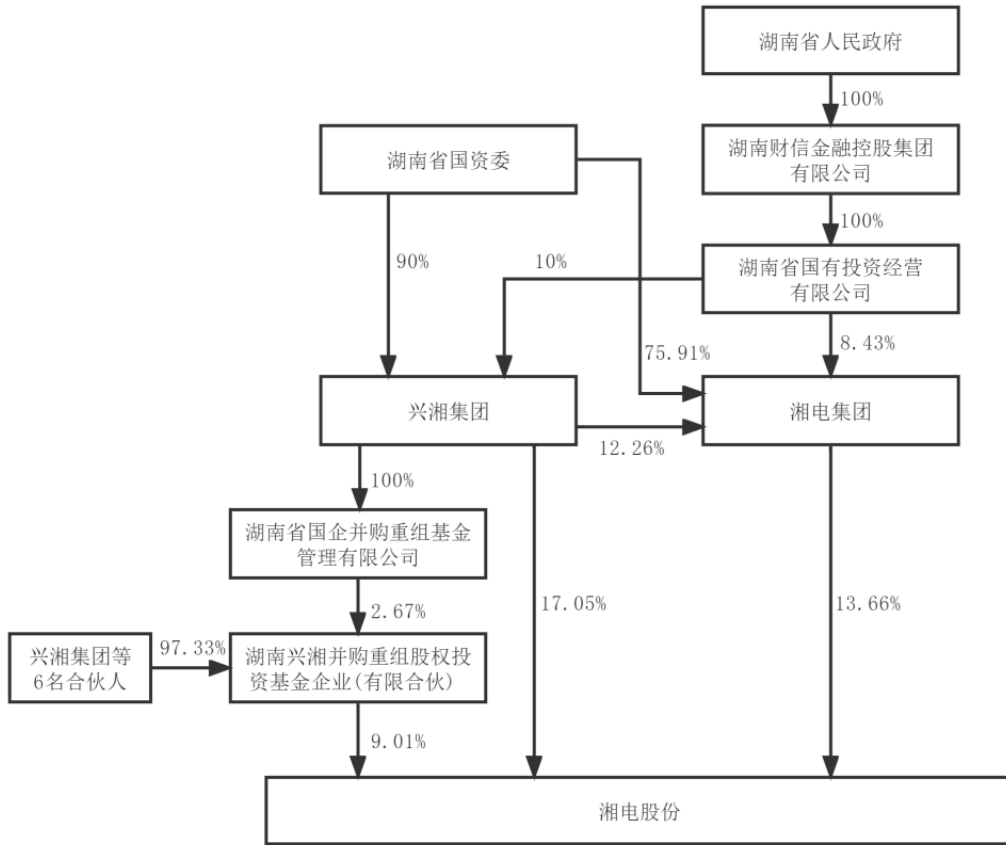 湖南省人民政府
100%
湖南省国资委
湖南财信金融控股集团
有限公司
100%
90%
10%
湖南省国有投资经营
有限公司
75.91%
8.43%
兴湘集团
湘电集团
12.26%
100%
湖南省国企并购重组基金
管理有限公司
2.67%
17.05%
13.66%
兴湘集团等
6名合伙人
97.33%
湖南兴湘并购重组股权投
资基金企业(有限合伙)
9.01%
湘电股份